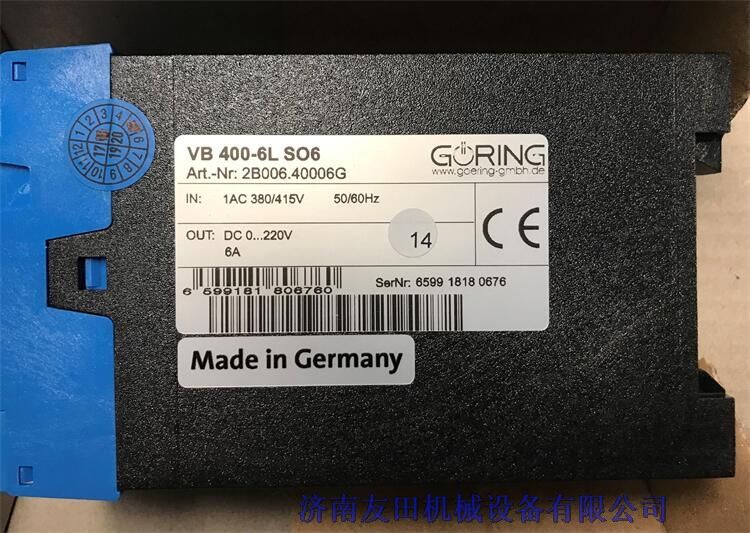 VB 400-6L SO6
Art.-Nr: 2B006.40006G
GÖRING
www.goering-gmbh.de
IN: 1AC 380/415V 50/60Hz
OUT: DC 0...220V
6A
14
CE
SerNr: 6599 1818 0676
6 599181 806760
Made in Germany
济南友田机械设备有限公司